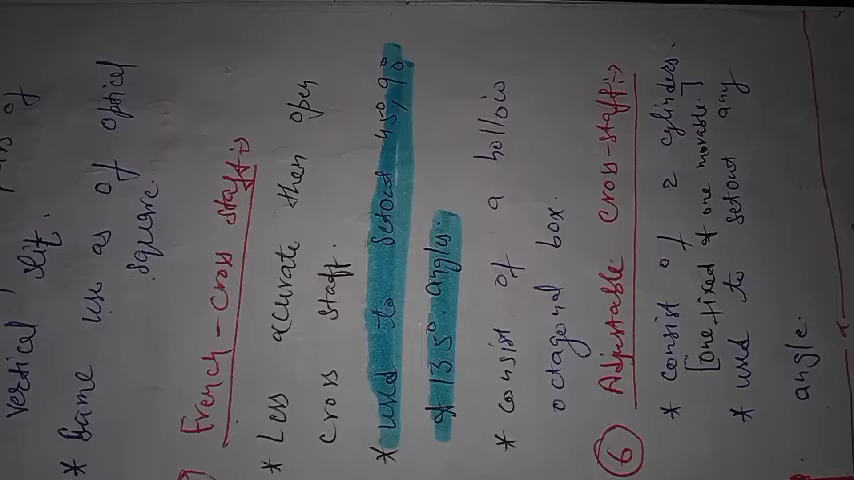 vertical, slit.
* Same use as of optical
square.
French-cross staff:-
* Less accurate then open
cross staff.
* used to setout 45°, 90°
& 135°. angles.
* consist of a hollow
octagonal box.
6 Adjustable cross-staff:-
* consist of 2 cylinders.
[one fixed & one movable.]
* used to setout any
angle.